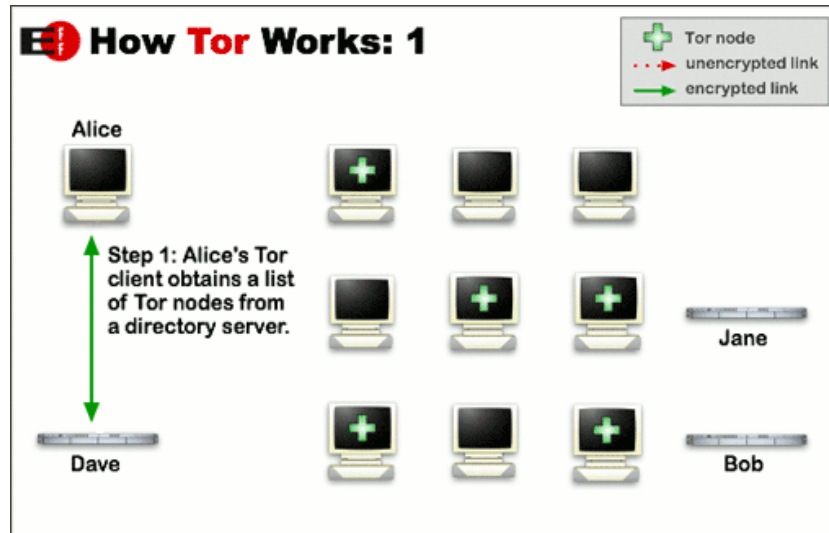 EFF How Tor Works: 1
Tor node
unencrypted link
encrypted link
Alice
Step 1: Alice's Tor
client obtains a list
of Tor nodes from
a directory server.
Jane
Dave
Bob